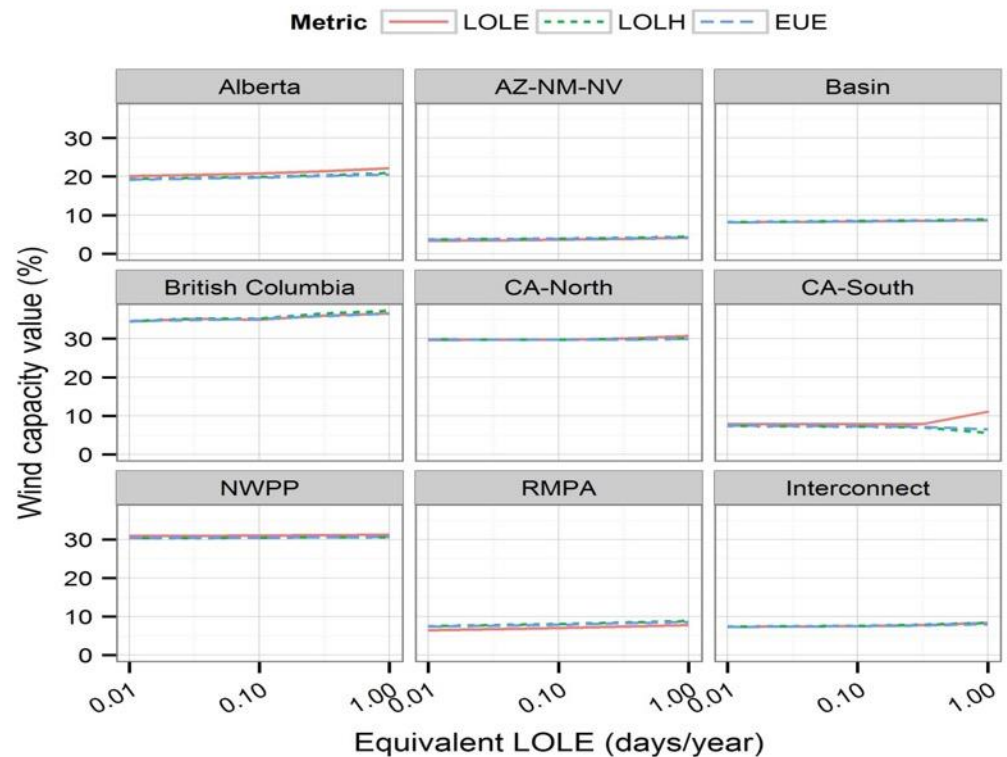 Metric LOLE LOLH EUE
Alberta AZ-NM-NV Basin
30
20
10
0
British Columbia CA-North CA-South
30
20
10
0
NWPP RMPA Interconnect
30
20
10
0
Wind capacity value (%)
0.01 0.10 1.00 0.01 0.10 1.00 0.01 0.10 1.00
Equivalent LOLE (days/year)